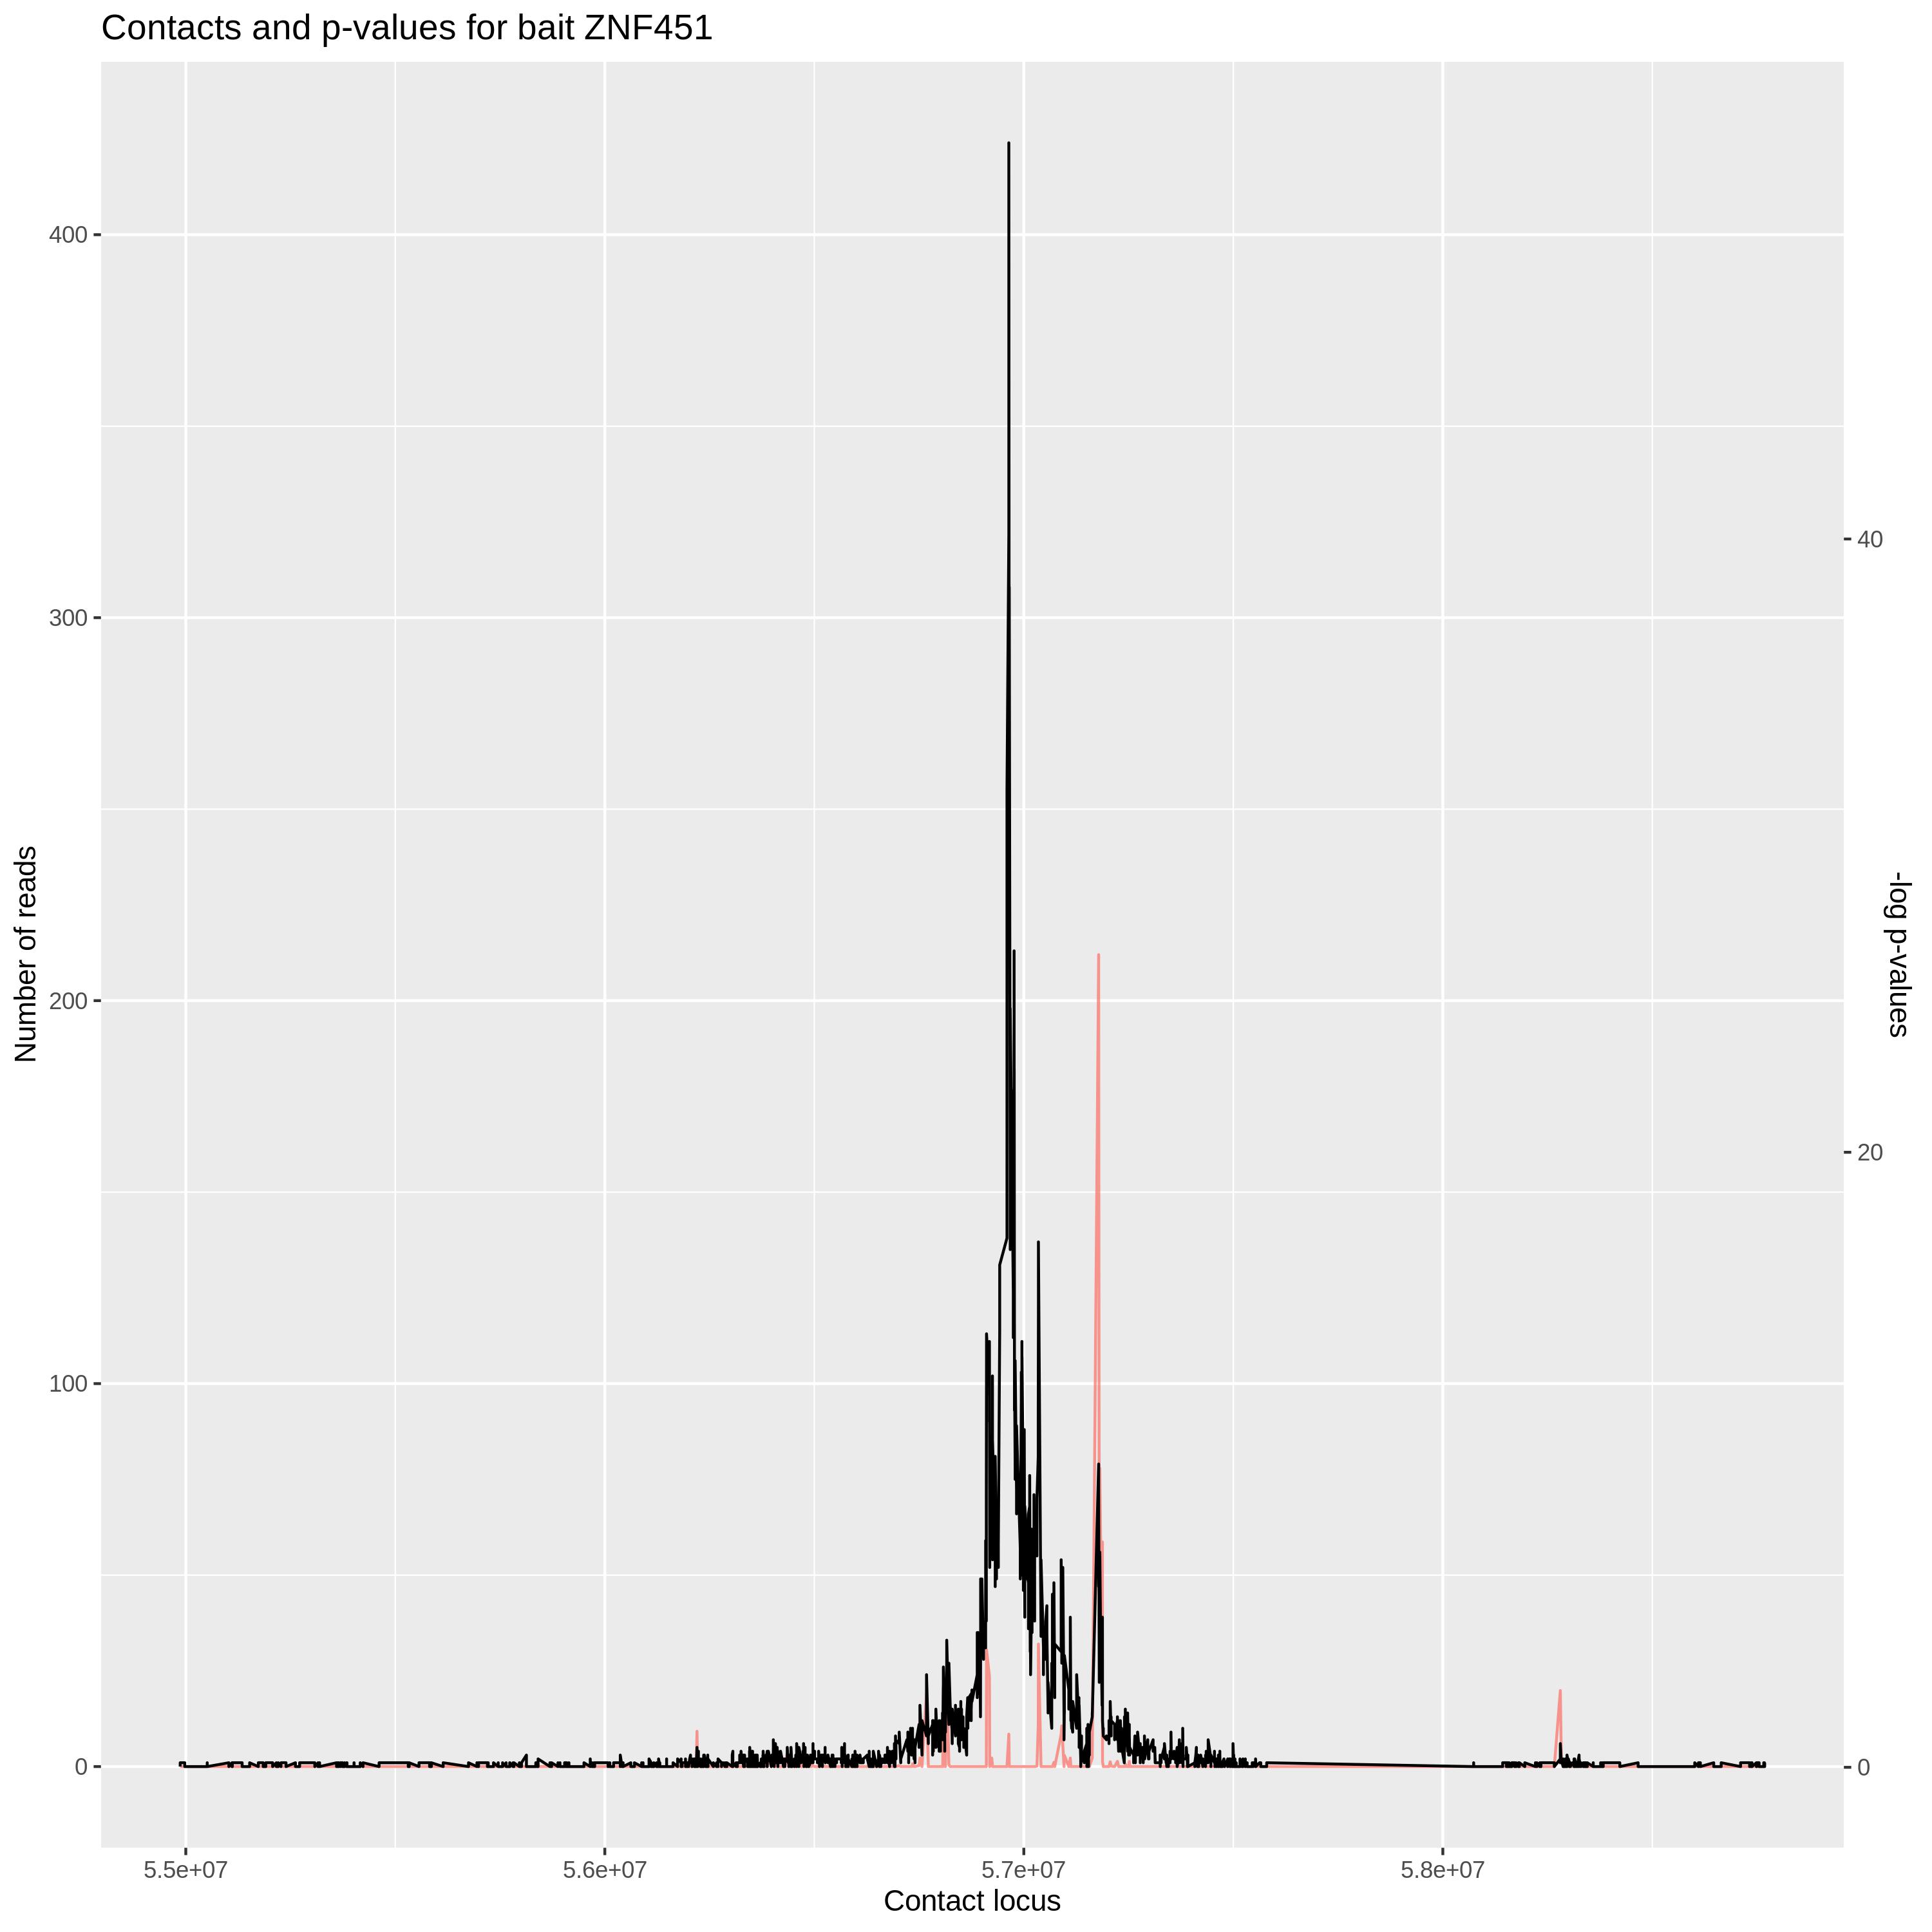 Contacts and p-values for bait ZNF451
Number of reads
400
300
200
100
0
40
20
0
-log p-values
5.5e+07 5.6e+07 5.7e+07 5.8e+07
Contact locus